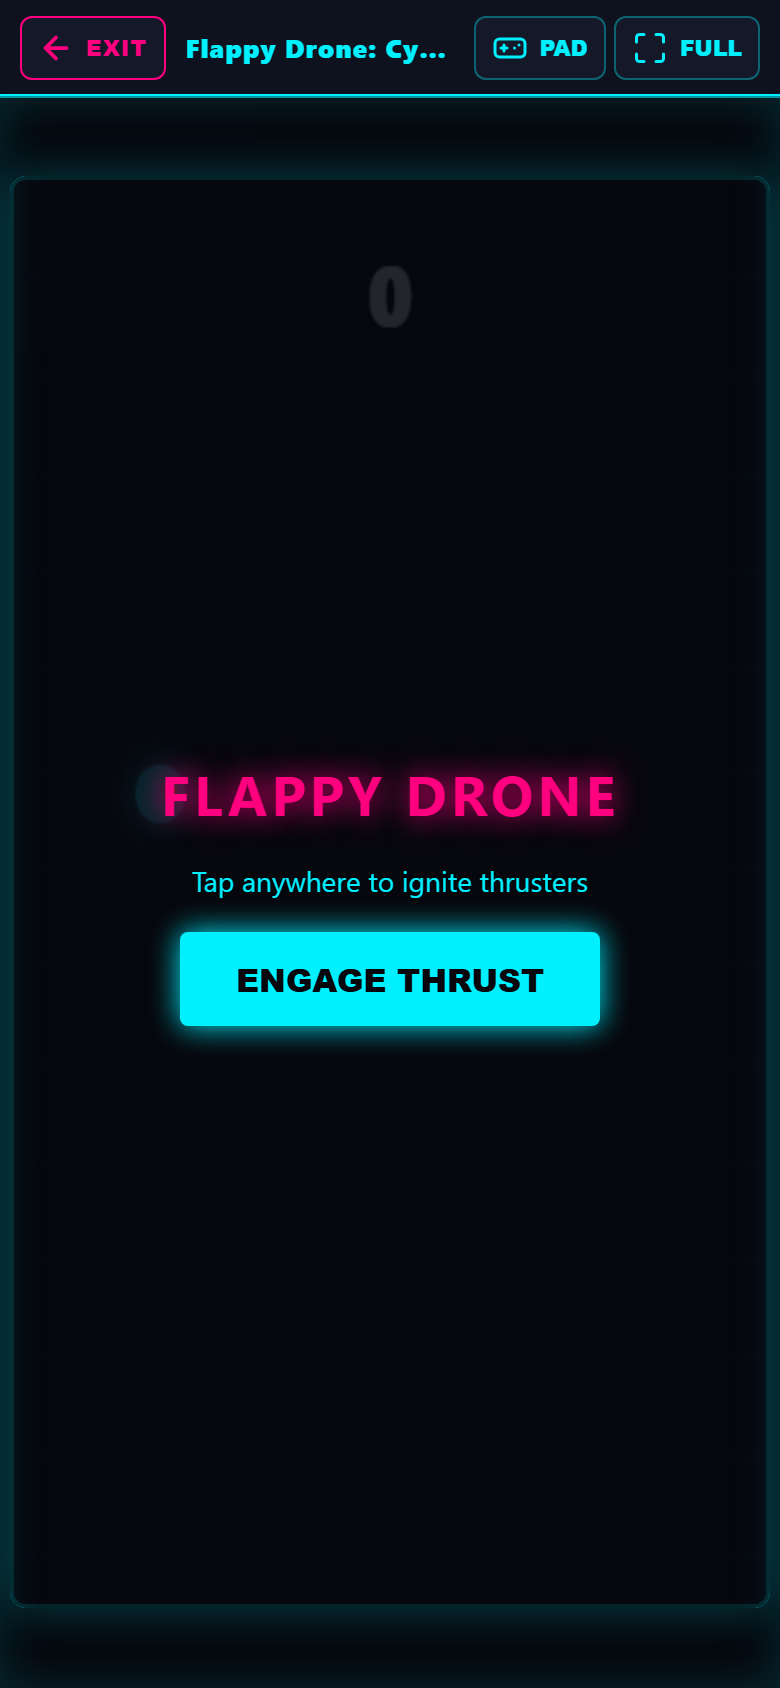 EXIT Flappy Drone: Cy... PAD FULL
0
FLAPPY DRONE
Tap anywhere to ignite thrusters
ENGAGE THRUST